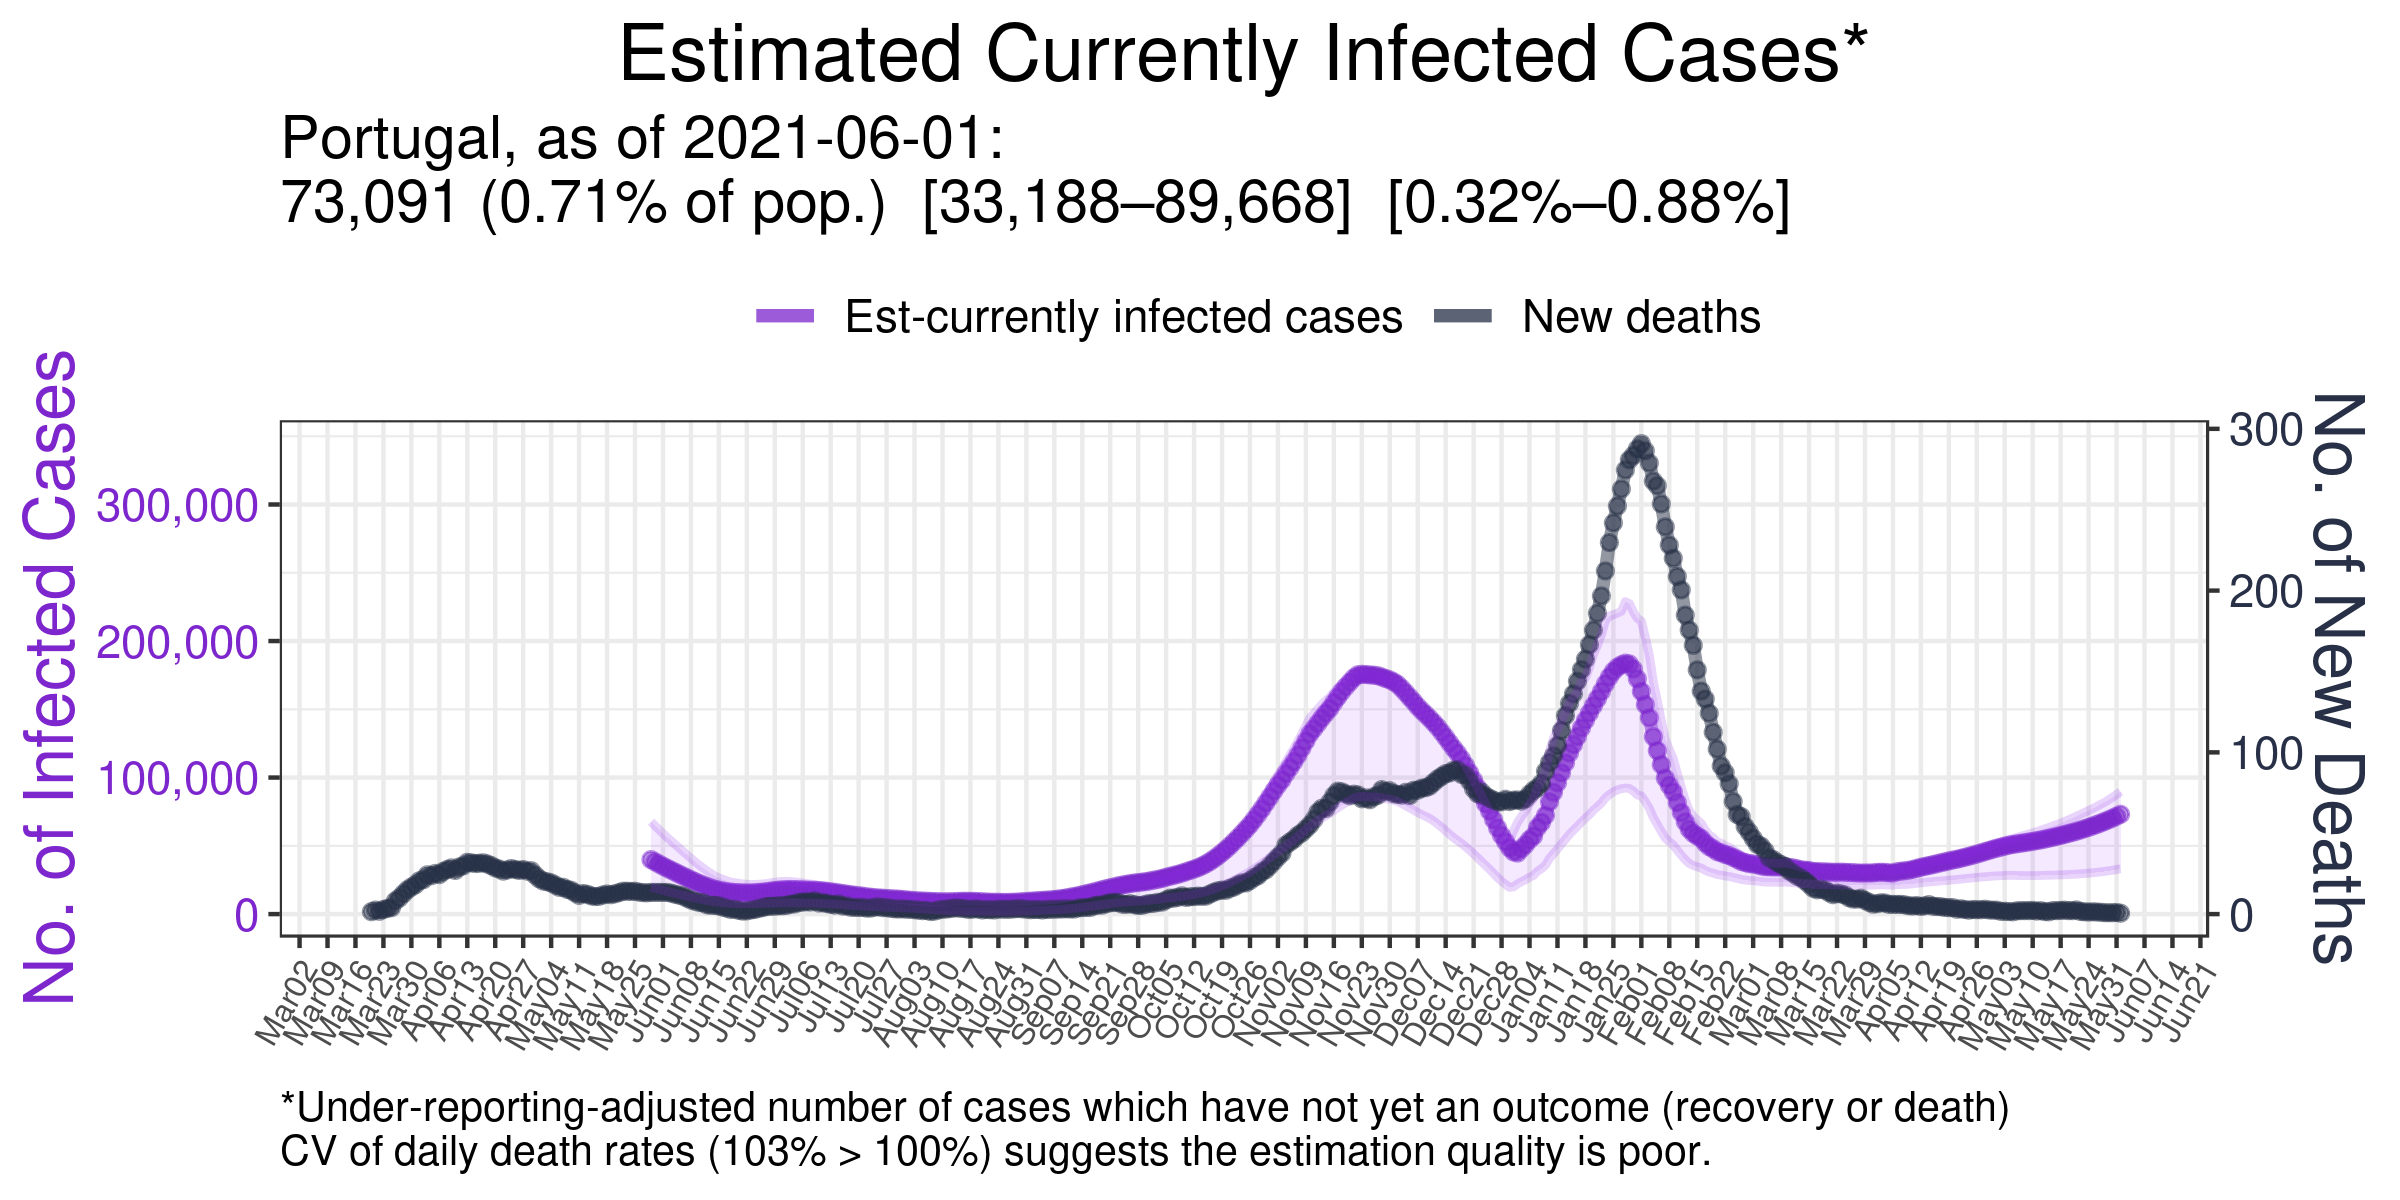 Estimated Currently Infected Cases*
Portugal, as of 2021-06-01:
73,091 (0.71% of pop.) [33,188–89,668] [0.32%–0.88%]
Est-currently infected cases New deaths
No. of Infected Cases
300,000
200,000
100,000
0
300
200
100
0
No. of New Deaths
Mar02 Mar09 Mar16 Mar23 Mar30 Apr06 Apr13 Apr20 Apr27 May04 May11 May18 May25 Jun01 Jun08 Jun15 Jun22 Jun29 Jul06 Jul13 Jul20 Jul27 Aug03 Aug10 Aug17 Aug24 Aug31 Sep07 Sep14 Sep21 Sep28 Oct05 Oct12 Oct19 Oct26 Nov02 Nov09 Nov16 Nov23 Nov30 Dec07 Dec14 Dec21 Dec28 Jan04 Jan11 Jan18 Jan25 Feb01 Feb08 Feb15 Feb22 Mar01 Mar08 Mar15 Mar22 Mar29 Apr05 Apr12 Apr19 Apr26 May03 May10 May17 May24 May31 Jun07 Jun14 Jun21
*Under-reporting-adjusted number of cases which have not yet an outcome (recovery or death)
CV of daily death rates (103% > 100%) suggests the estimation quality is poor.